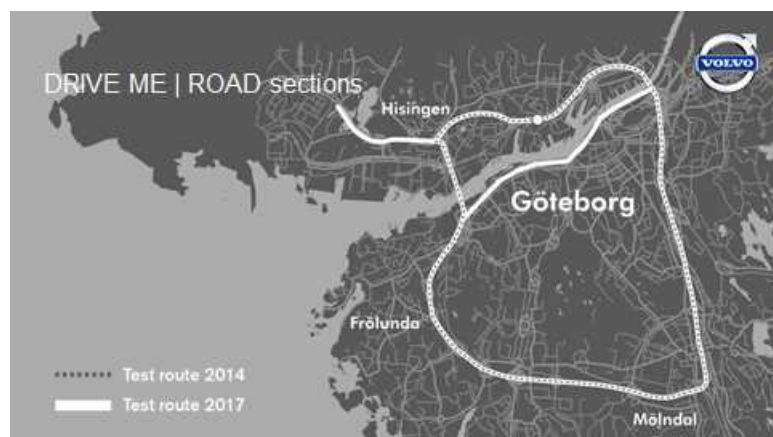 VOLVO
DRIVE ME | ROAD sections
Hisingen
Göteborg
Frölunda
Test route 2014
Test route 2017
Mölndal